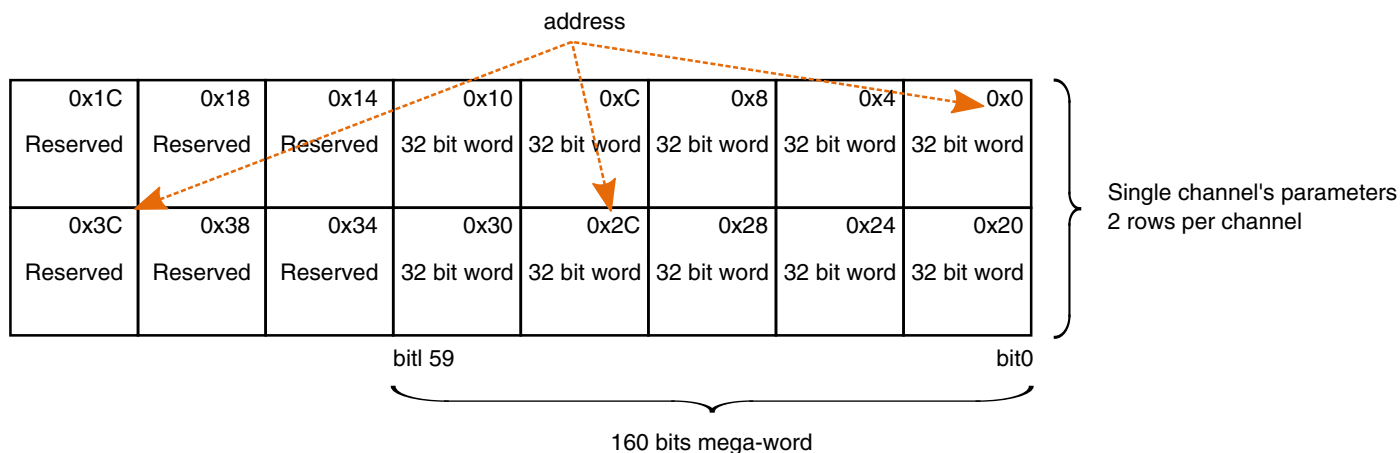 address
0x1C 0x18 0x14 0x10 0xC 0x8 0x4 0x0
Reserved Reserved Reserved 32 bit word 32 bit word 32 bit word 32 bit word 32 bit word
Single channel's parameters
2 rows per channel
0x3C 0x38 0x34 0x30 0x2C 0x28 0x24 0x20
Reserved Reserved Reserved 32 bit word 32 bit word 32 bit word 32 bit word 32 bit word
bitl 59 bit0
160 bits mega-word